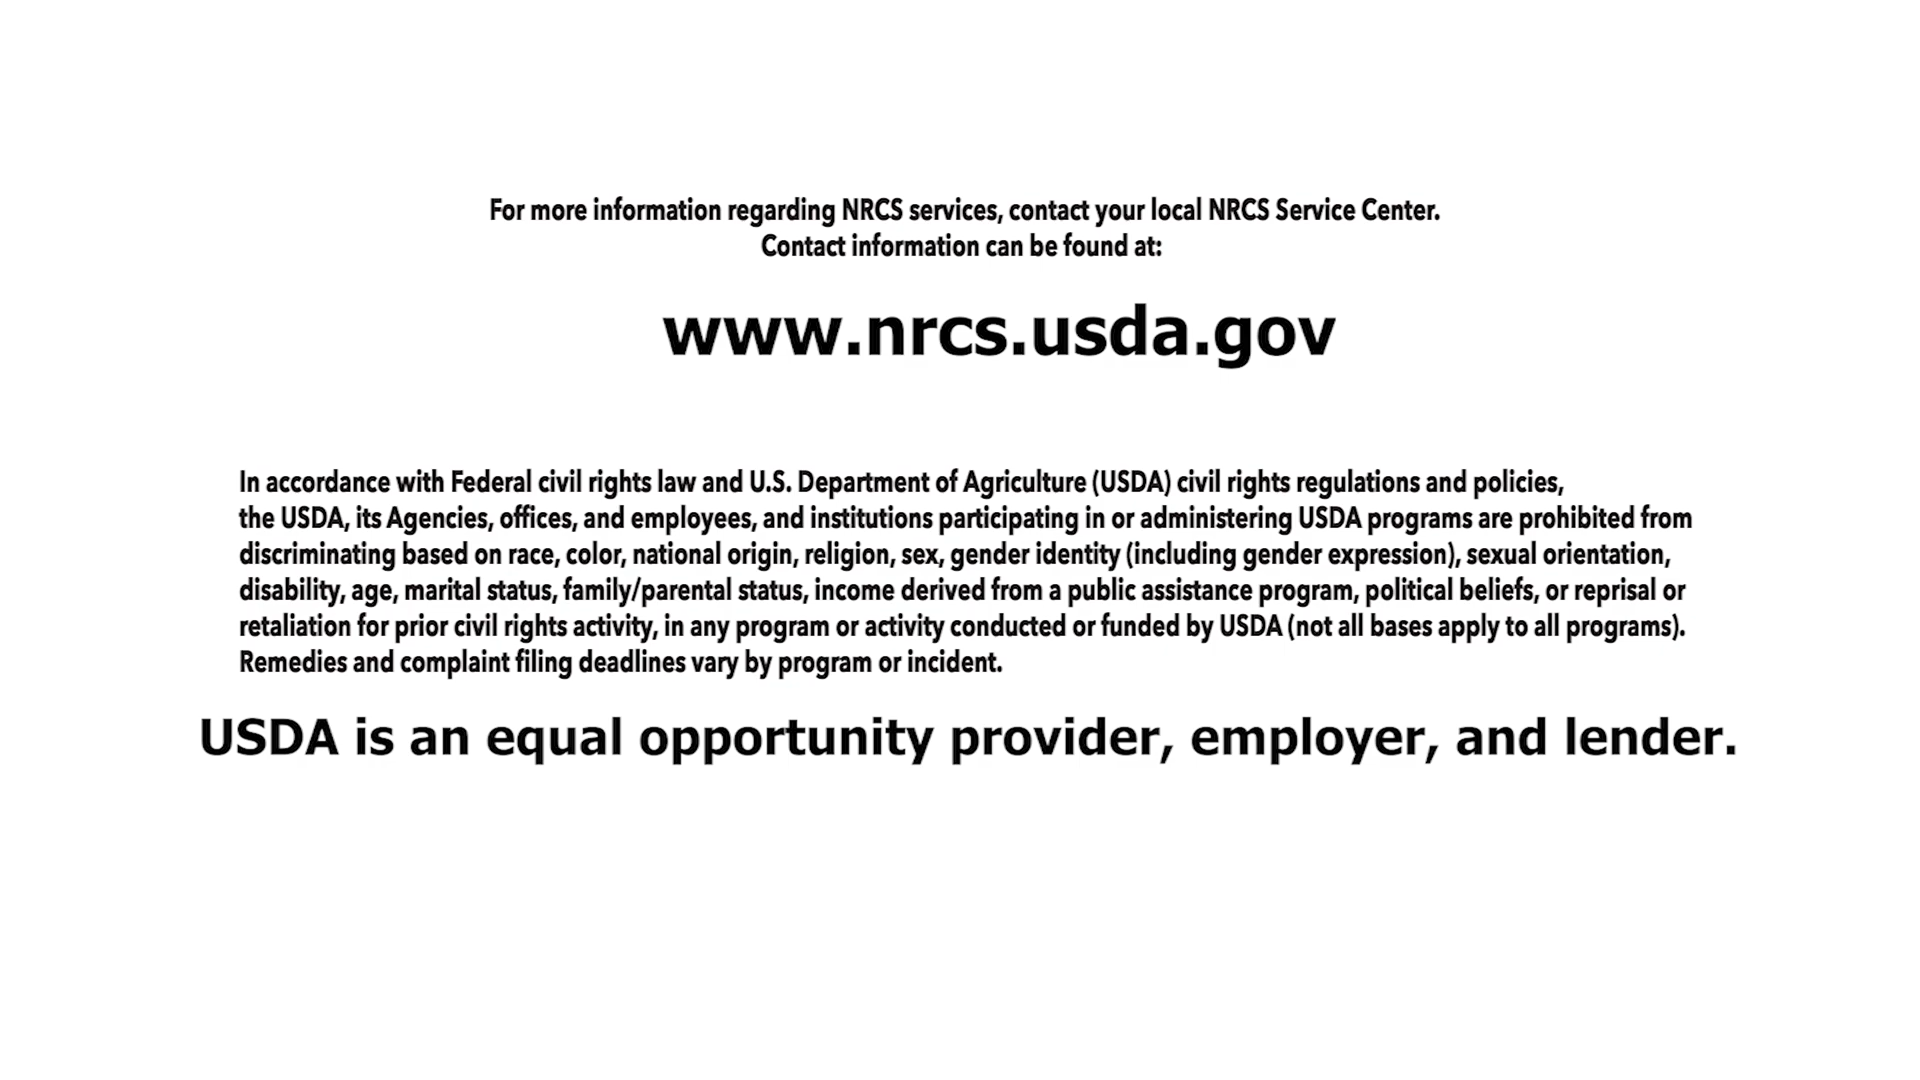 For more information regarding NRCS services, contact your local NRCS Service Center.
Contact information can be found at:
www.nrcs.usda.gov
In accordance with Federal civil rights law and U.S. Department of Agriculture (USDA) civil rights regulations and policies,
the USDA, its Agencies, offices, and employees, and institutions participating in or administering USDA programs are prohibited from
discriminating based on race, color, national origin, religion, sex, gender identity (including gender expression), sexual orientation,
disability, age, marital status, family/parental status, income derived from a public assistance program, political beliefs, or reprisal or
retaliation for prior civil rights activity, in any program or activity conducted or funded by USDA (not all bases apply to all programs).
Remedies and complaint filing deadlines vary by program or incident.
USDA is an equal opportunity provider, employer, and lender.